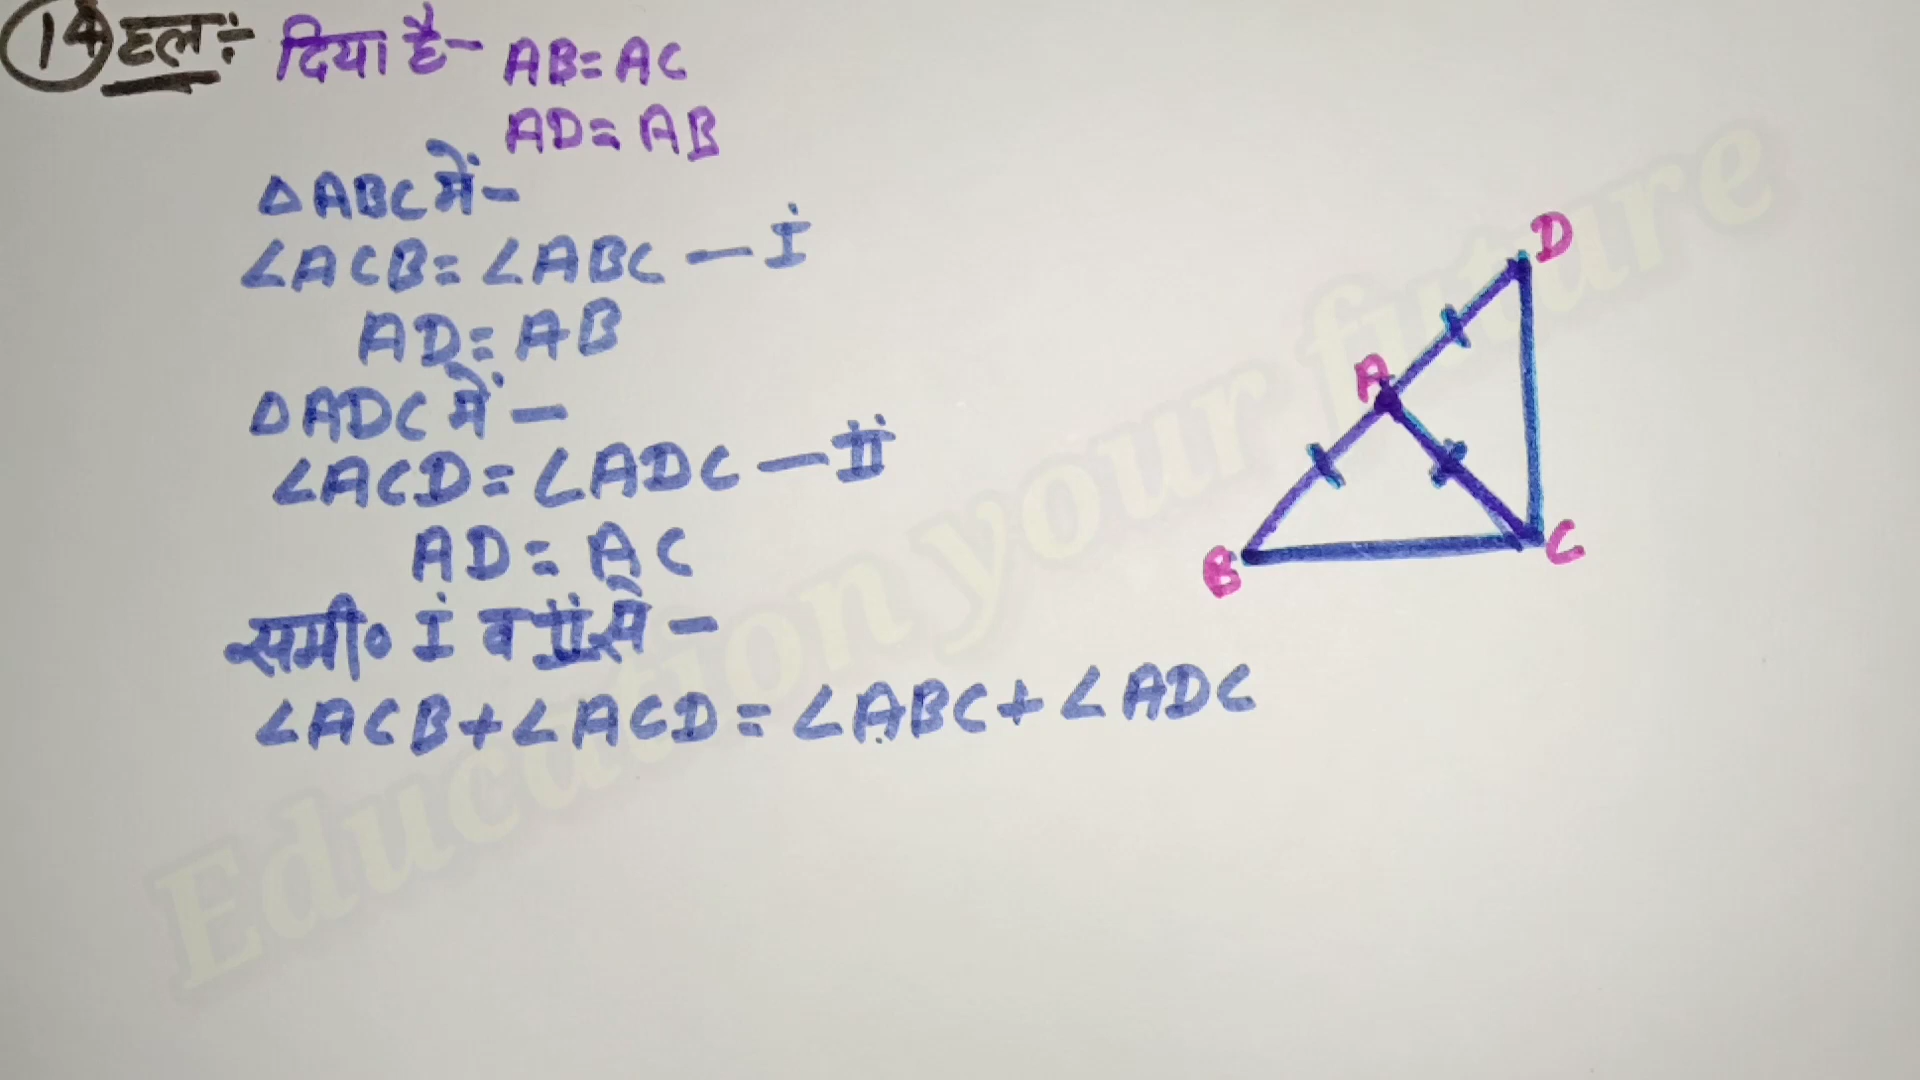 14 हल÷ दिया है- AB=AC
AD=AB
△ABC में-
∠ACB=∠ABC —I
AD=AB
△ADC में-
∠ACD=∠ADC —II
AD=AC
समी० I व II से-
∠ACB+∠ACD=∠ABC+∠ADC
D
A
B
C
Education your future